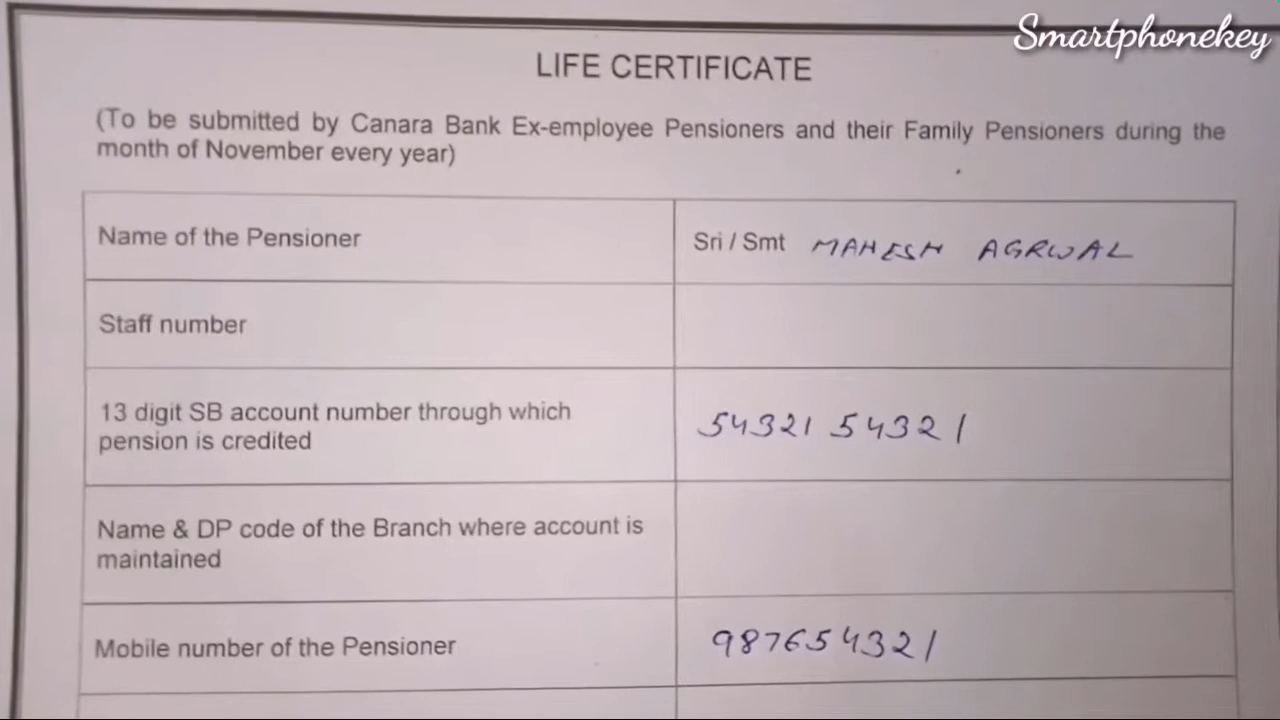 Smartphonekey
LIFE CERTIFICATE
(To be submitted by Canara Bank Ex-employee Pensioners and their Family Pensioners during the
month of November every year)
Name of the Pensioner
Sri / Smt MAHESH AGRWAL
Staff number
13 digit SB account number through which
pension is credited
54321 54321
Name & DP code of the Branch where account is
maintained
Mobile number of the Pensioner
987654321